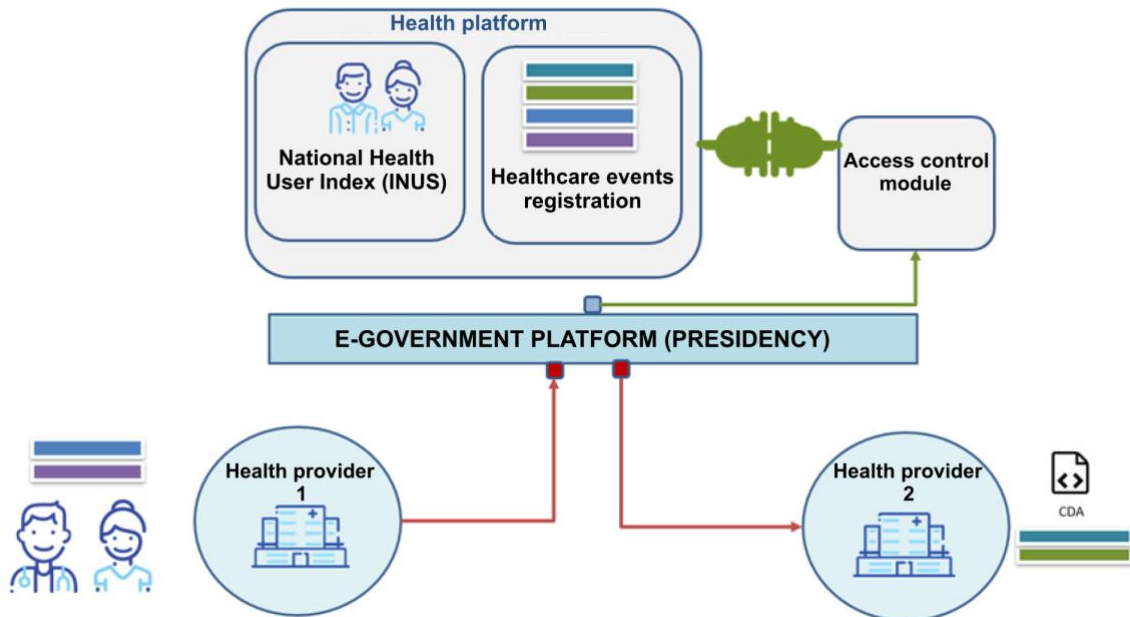 Health platform
National Health
User Index (INUS)
Healthcare events
registration
Access control
module
E-GOVERNMENT PLATFORM (PRESIDENCY)
Health provider
1
Health provider
2
CDA